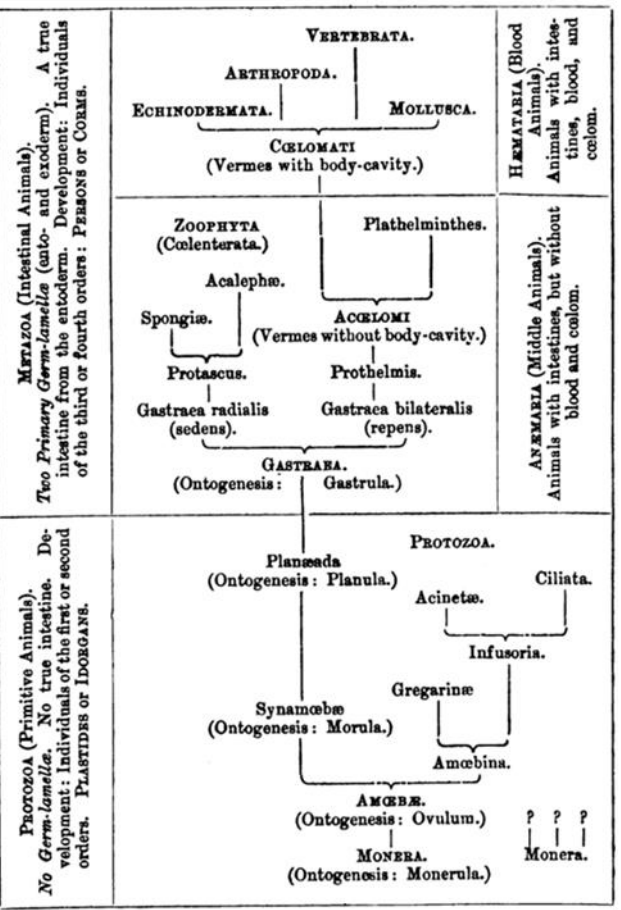 METAZOA (Intestinal Animals).
Two Primary Germ-lamellæ (ento- and exoderm). A true
intestine from the entoderm. Development: Individuals
of the third or fourth orders: PERSONS or CORMS.
VERTEBRATA.
ARTHROPODA.
ECHINODERMATA. MOLLUSCA.
CŒLOMATI
(Vermes with body-cavity.)
HÆMATARIA (Blood
Animals).
Animals with intes-
tines, blood, and
cœlom.
ZOOPHYTA
(Cœlenterata.)
Plathelminthes.
Acalephæ.
Spongiæ.
ACŒLOMI
(Vermes without body-cavity.)
Protascus. Prothelmis.
Gastraea radialis
(sedens).
Gastraea bilateralis
(repens).
GASTRAEA.
(Ontogenesis: Gastrula.)
ANÆMARIA (Middle Animals).
Animals with intestines, but without
blood and cœlom.
PROTOZOA (Primitive Animals).
No Germ-lamellæ. No true intestine. De-
velopment: Individuals of the first or second
orders. PLASTIDES or IDORGANS.
PROTOZOA.
Planæada
(Ontogenesis: Planula.)
Ciliata.
Acinetæ.
Infusoria.
Gregarinæ
Synamœbæ
(Ontogenesis: Morula.)
Amœbina.
AMŒBÆ.
(Ontogenesis: Ovulum.)
? ? ?
MONERA.
(Ontogenesis: Monerula.)
Monera.